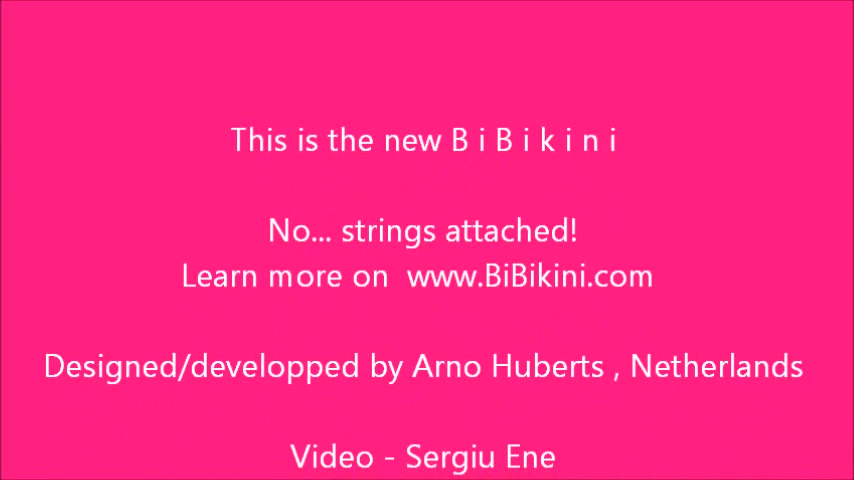 This is the new B i B i k i n i
No... strings attached!
Learn more on  www.BiBikini.com
Designed/developped by Arno Huberts , Netherlands
Video - Sergiu Ene